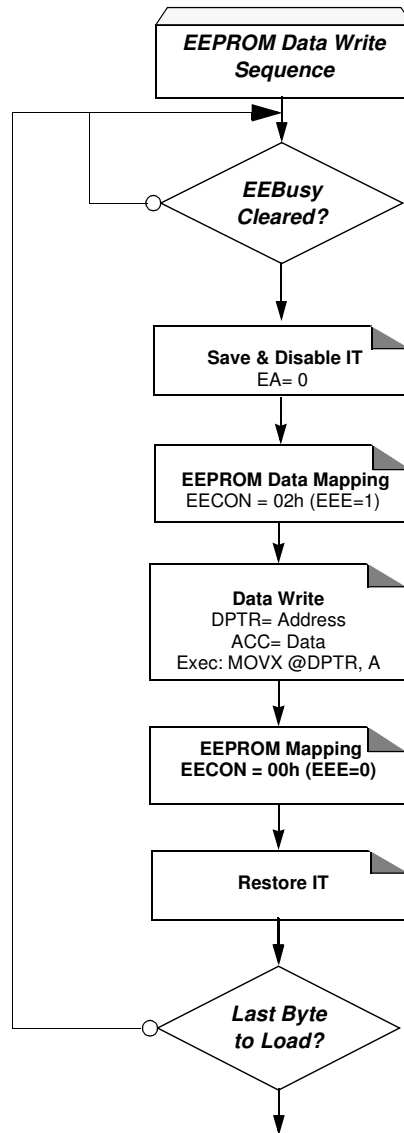 EEPROM Data Write
Sequence
EEBusy
Cleared?
Save & Disable IT
EA= 0
EEPROM Data Mapping
EECON = 02h (EEE=1)
Data Write
DPTR= Address
ACC= Data
Exec: MOVX @DPTR, A
EEPROM Mapping
EECON = 00h (EEE=0)
Restore IT
Last Byte
to Load?